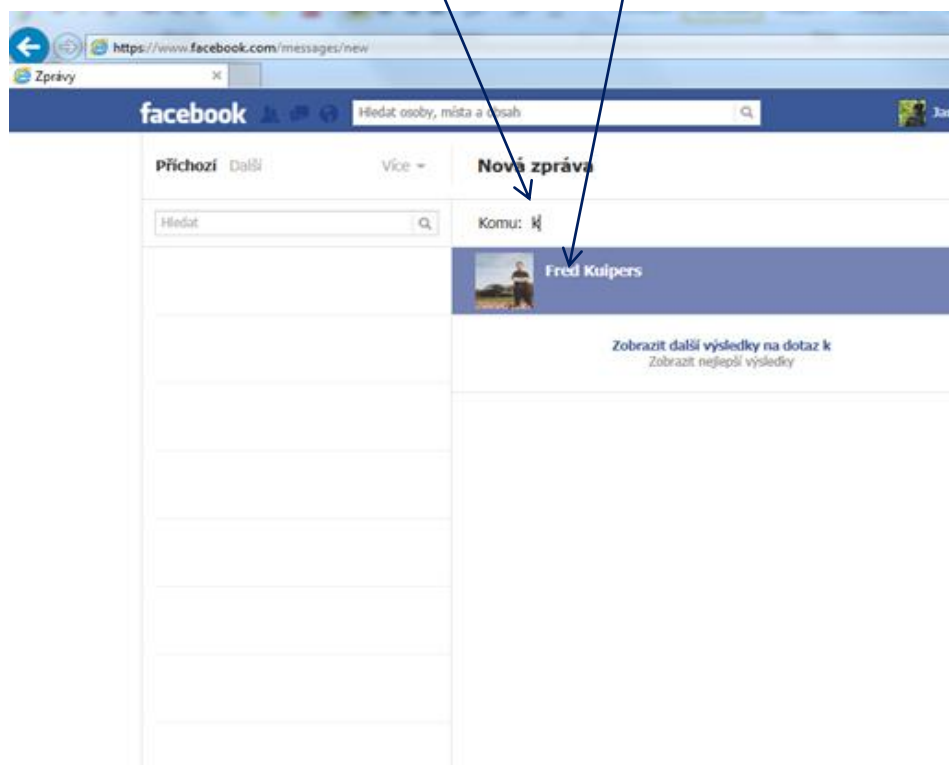 https://www.facebook.com/messages/new
Zprávy
facebook
Hledat osoby, místa a obsah
Příchozí Další Více
Nová zpráva
Hledat
Komu: k
Fred Kuipers
Zobrazit další výsledky na dotaz k
Zobrazit nejlepší výsledky